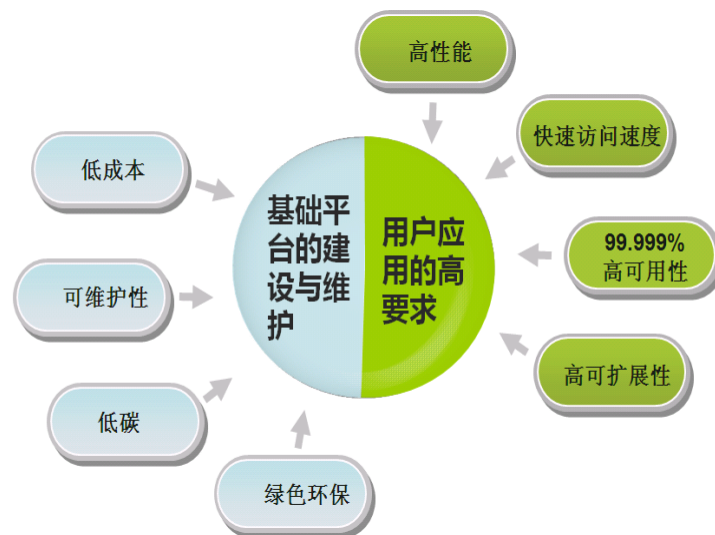 高性能
快速访问速度
99.999%
高可用性
高可扩展性
低成本
可维护性
低碳
绿色环保
基础平
台的建
设与维
护
用户应
用的高
要求